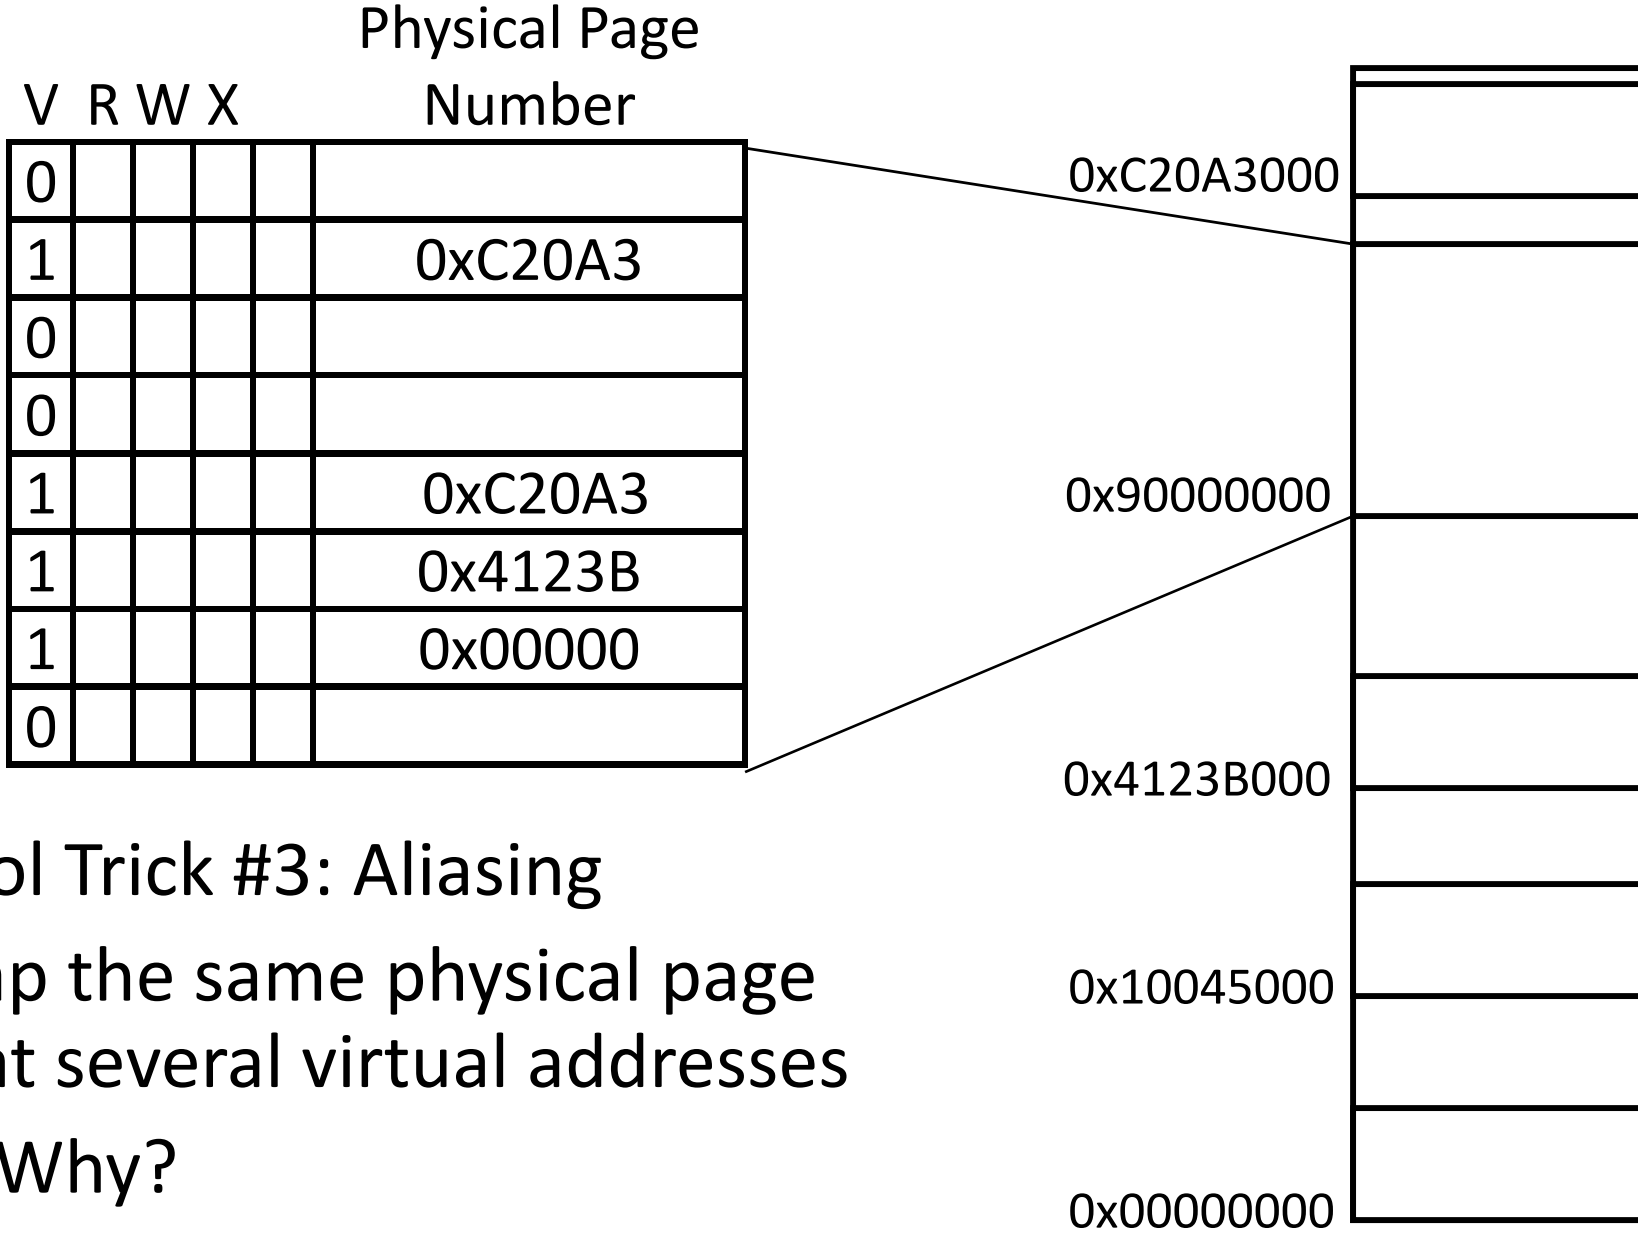 Physical Page
Number
V R W X
0
1 0xC20A3
0
0
1 0xC20A3
1 0x4123B
1 0x00000
0
0xC20A3000
0x90000000
0x4123B000
0x10045000
0x00000000
ol Trick #3: Aliasing
p the same physical page
t several virtual addresses
Why?